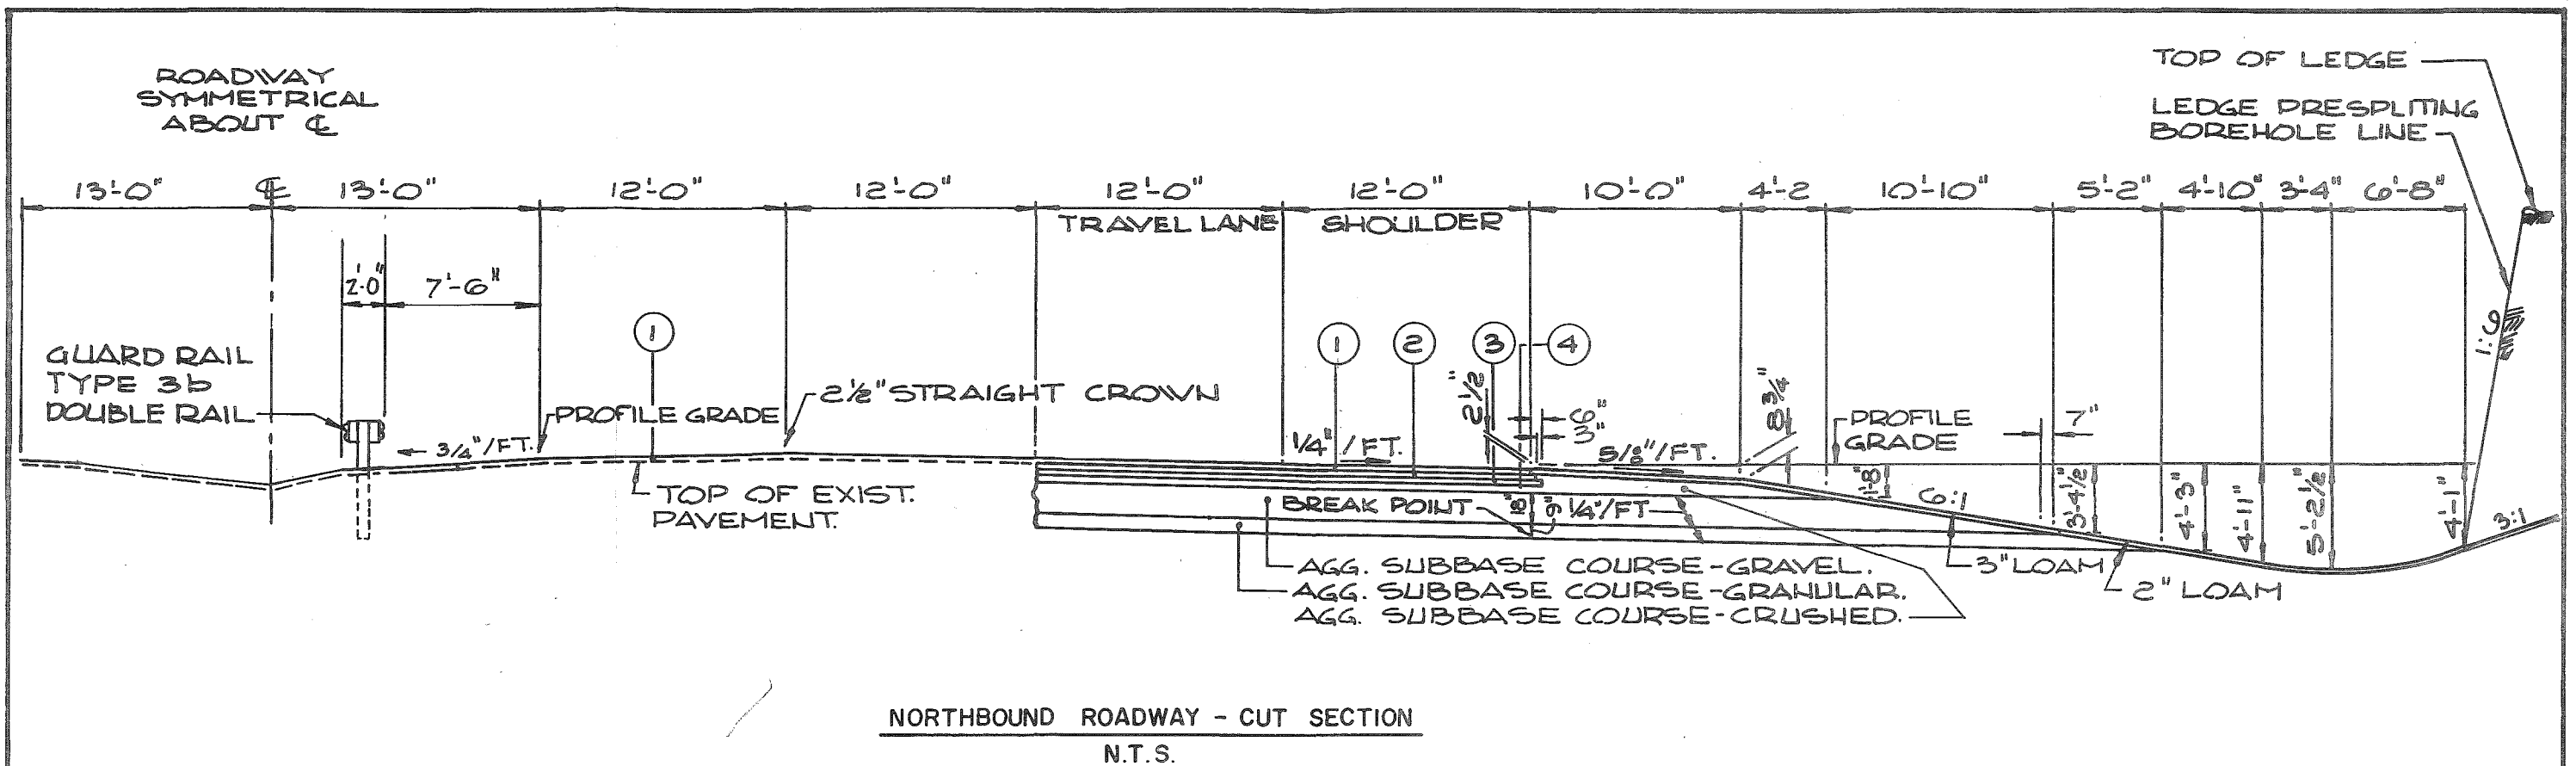 ROADWAY
SYMMETRICAL
ABOUT ℄
TOP OF LEDGE
LEDGE PRESPLITING
BOREHOLE LINE
13'-0" ℄ 13'-0" 12'-0" 12'-0" 12'-0" 12'-0" 10'-0" 4'-2 10'-10" 5'-2" 4'-10" 3'-4" 6'-8"
TRAVEL LANE SHOULDER
2'-0" 7'-6"
1 1 2 3 4
1:6
GUARD RAIL
TYPE 3b
DOUBLE RAIL
2½" STRAIGHT CROWN
PROFILE GRADE
3/4"/FT.
2½"
6"
3"
8¾"
PROFILE
GRADE
7"
1/4"/FT.
5/8"/FT.
TOP OF EXIST.
PAVEMENT.
BREAK POINT
18"
9"
1/4"/FT
1'-8"
6:1
3'-4½"
4'-3"
4'-11"
5'-2½"
4'-1"
3:1
AGG. SUBBASE COURSE-GRAVEL.
AGG. SUBBASE COURSE-GRANULAR.
AGG. SUBBASE COURSE-CRUSHED.
3" LOAM
2" LOAM
NORTHBOUND ROADWAY - CUT SECTION
N.T.S.